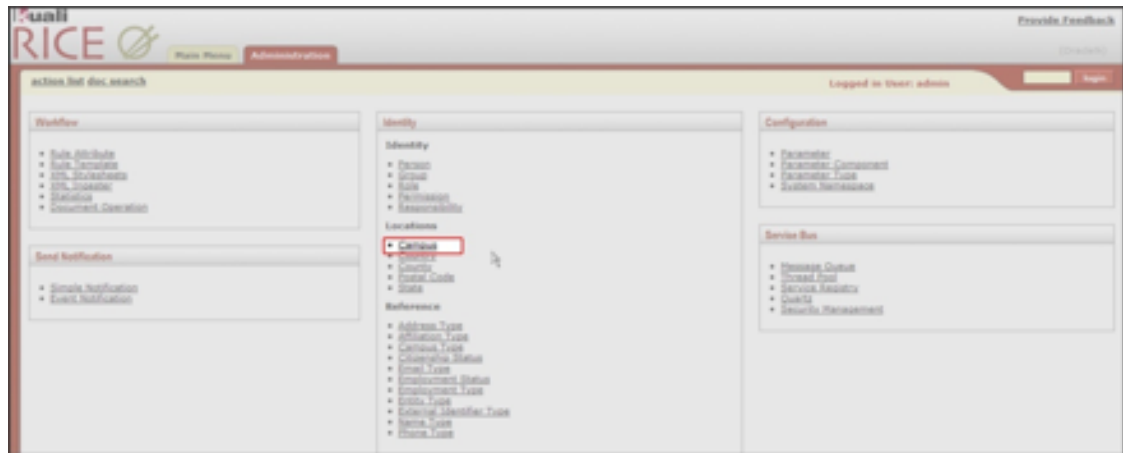 Kuali
RICE
Main Menu
Administration
Provide Feedback
action list doc search
Logged in User: admin
login
Workflow
Rule Attribute
Rule Template
XML Stylesheets
XML Ingester
Statistics
Document Operation
Send Notification
Simple Notification
Event Notification
Identity
Identity
Person
Group
Role
Permission
Responsibility
Locations
Campus
Country
County
Postal Code
State
Reference
Address Type
Affiliation Type
Campus Type
Citizenship Status
Email Type
Employment Status
Employment Type
Entity Type
External Identifier Type
Name Type
Phone Type
Configuration
Parameter
Parameter Component
Parameter Type
System Namespace
Service Bus
Message Queue
Thread Pool
Service Registry
Quartz
Security Management